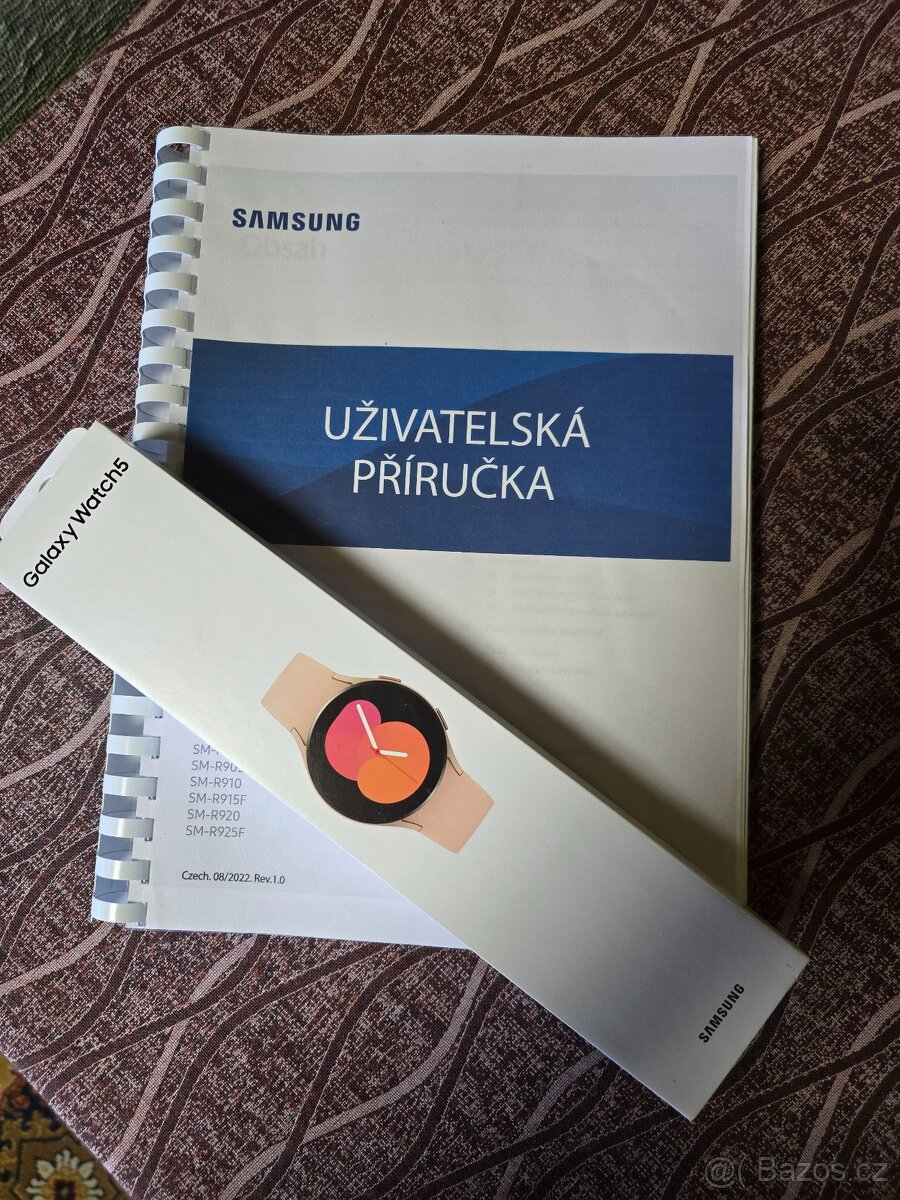 SAMSUNG
Obsah
UŽIVATELSKÁ
PŘÍRUČKA
Galaxy Watch5
SM-R910
SM-R915F
SM-R920
SM-R925F
Czech. 08/2022. Rev.1.0
SAMSUNG
@( Bazos.cz